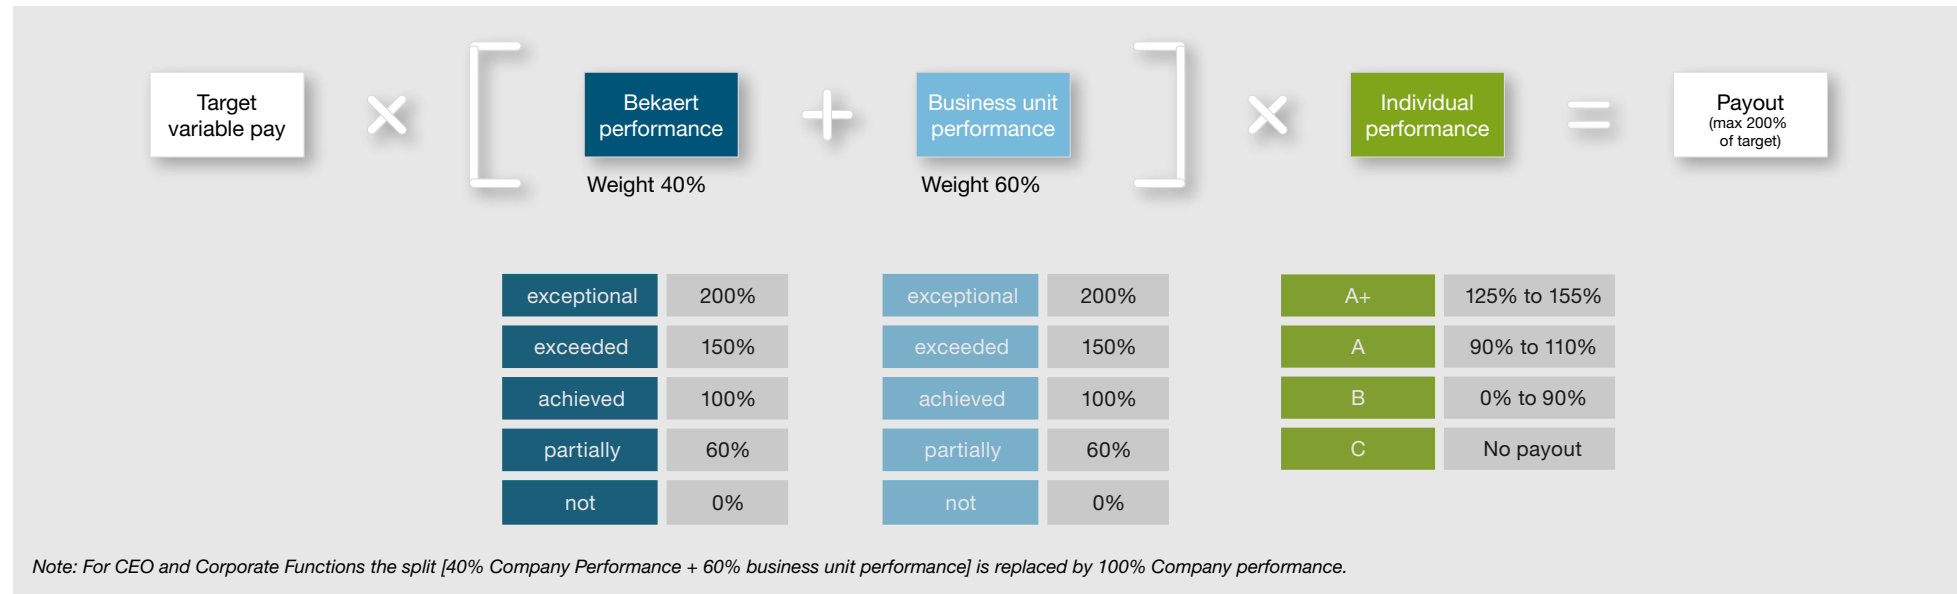 Target
variable pay
×
[
Bekaert
performance
Weight 40%
+
Business unit
performance
Weight 60%
]
×
Individual
performance
=
Payout
(max 200%
of target)
exceptional 200%
exceeded 150%
achieved 100%
partially 60%
not 0%
exceptional 200%
exceeded 150%
achieved 100%
partially 60%
not 0%
A+ 125% to 155%
A 90% to 110%
B 0% to 90%
C No payout
Note: For CEO and Corporate Functions the split [40% Company Performance + 60% business unit performance] is replaced by 100% Company performance.